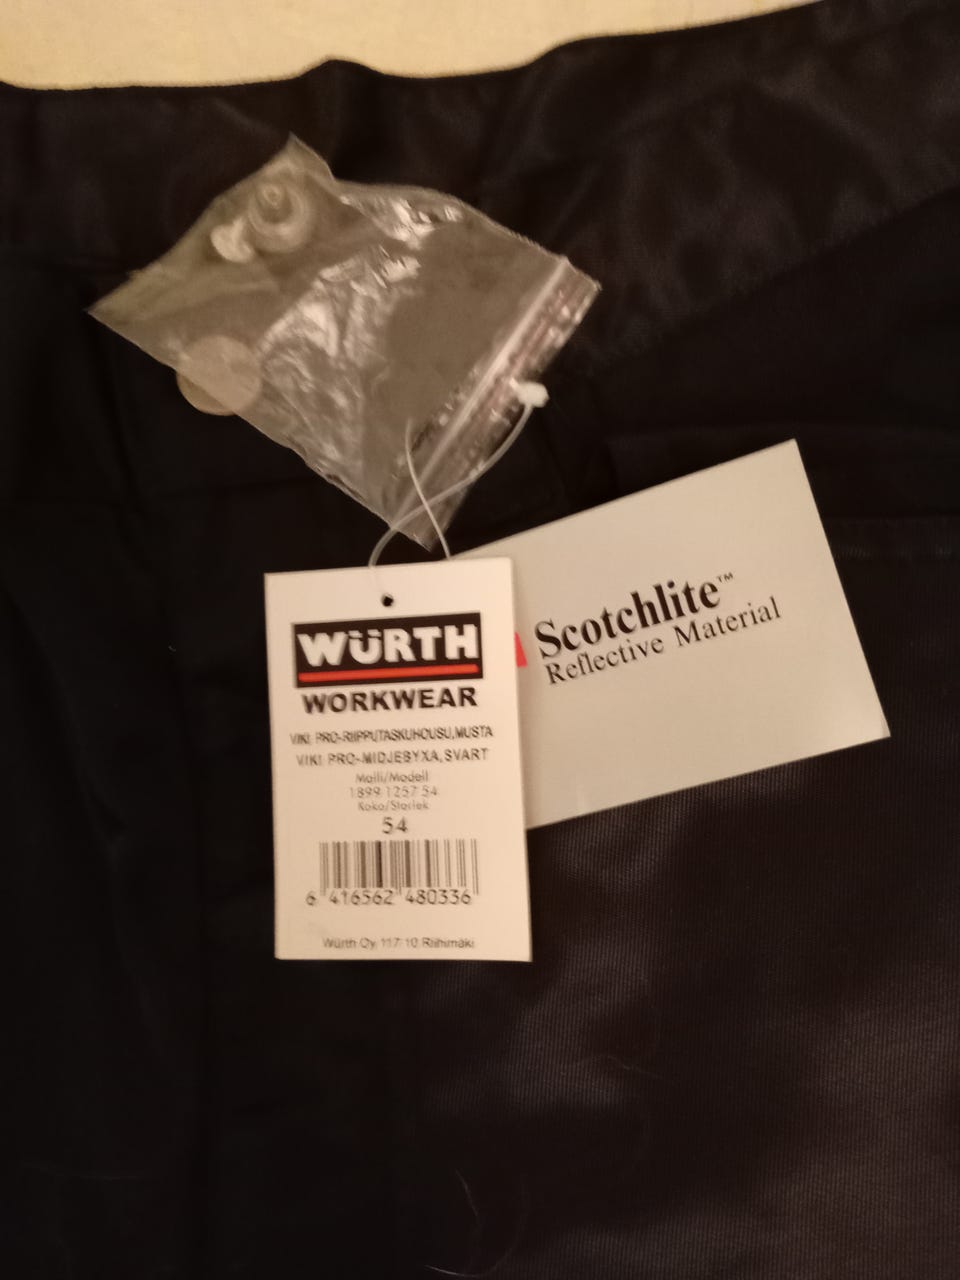 WÜRTH
WORKWEAR
VIKI PRO-RIIPPUTASKUHOUSU,MUSTA
VIKI PRO-MIDJEBYXA,SVART
Malli/Modell
1899 1257 54
Koko/Storlek
54
6 416562 480336
Würth Oy 11710 Riihimäki
Scotchlite™
Reflective Material